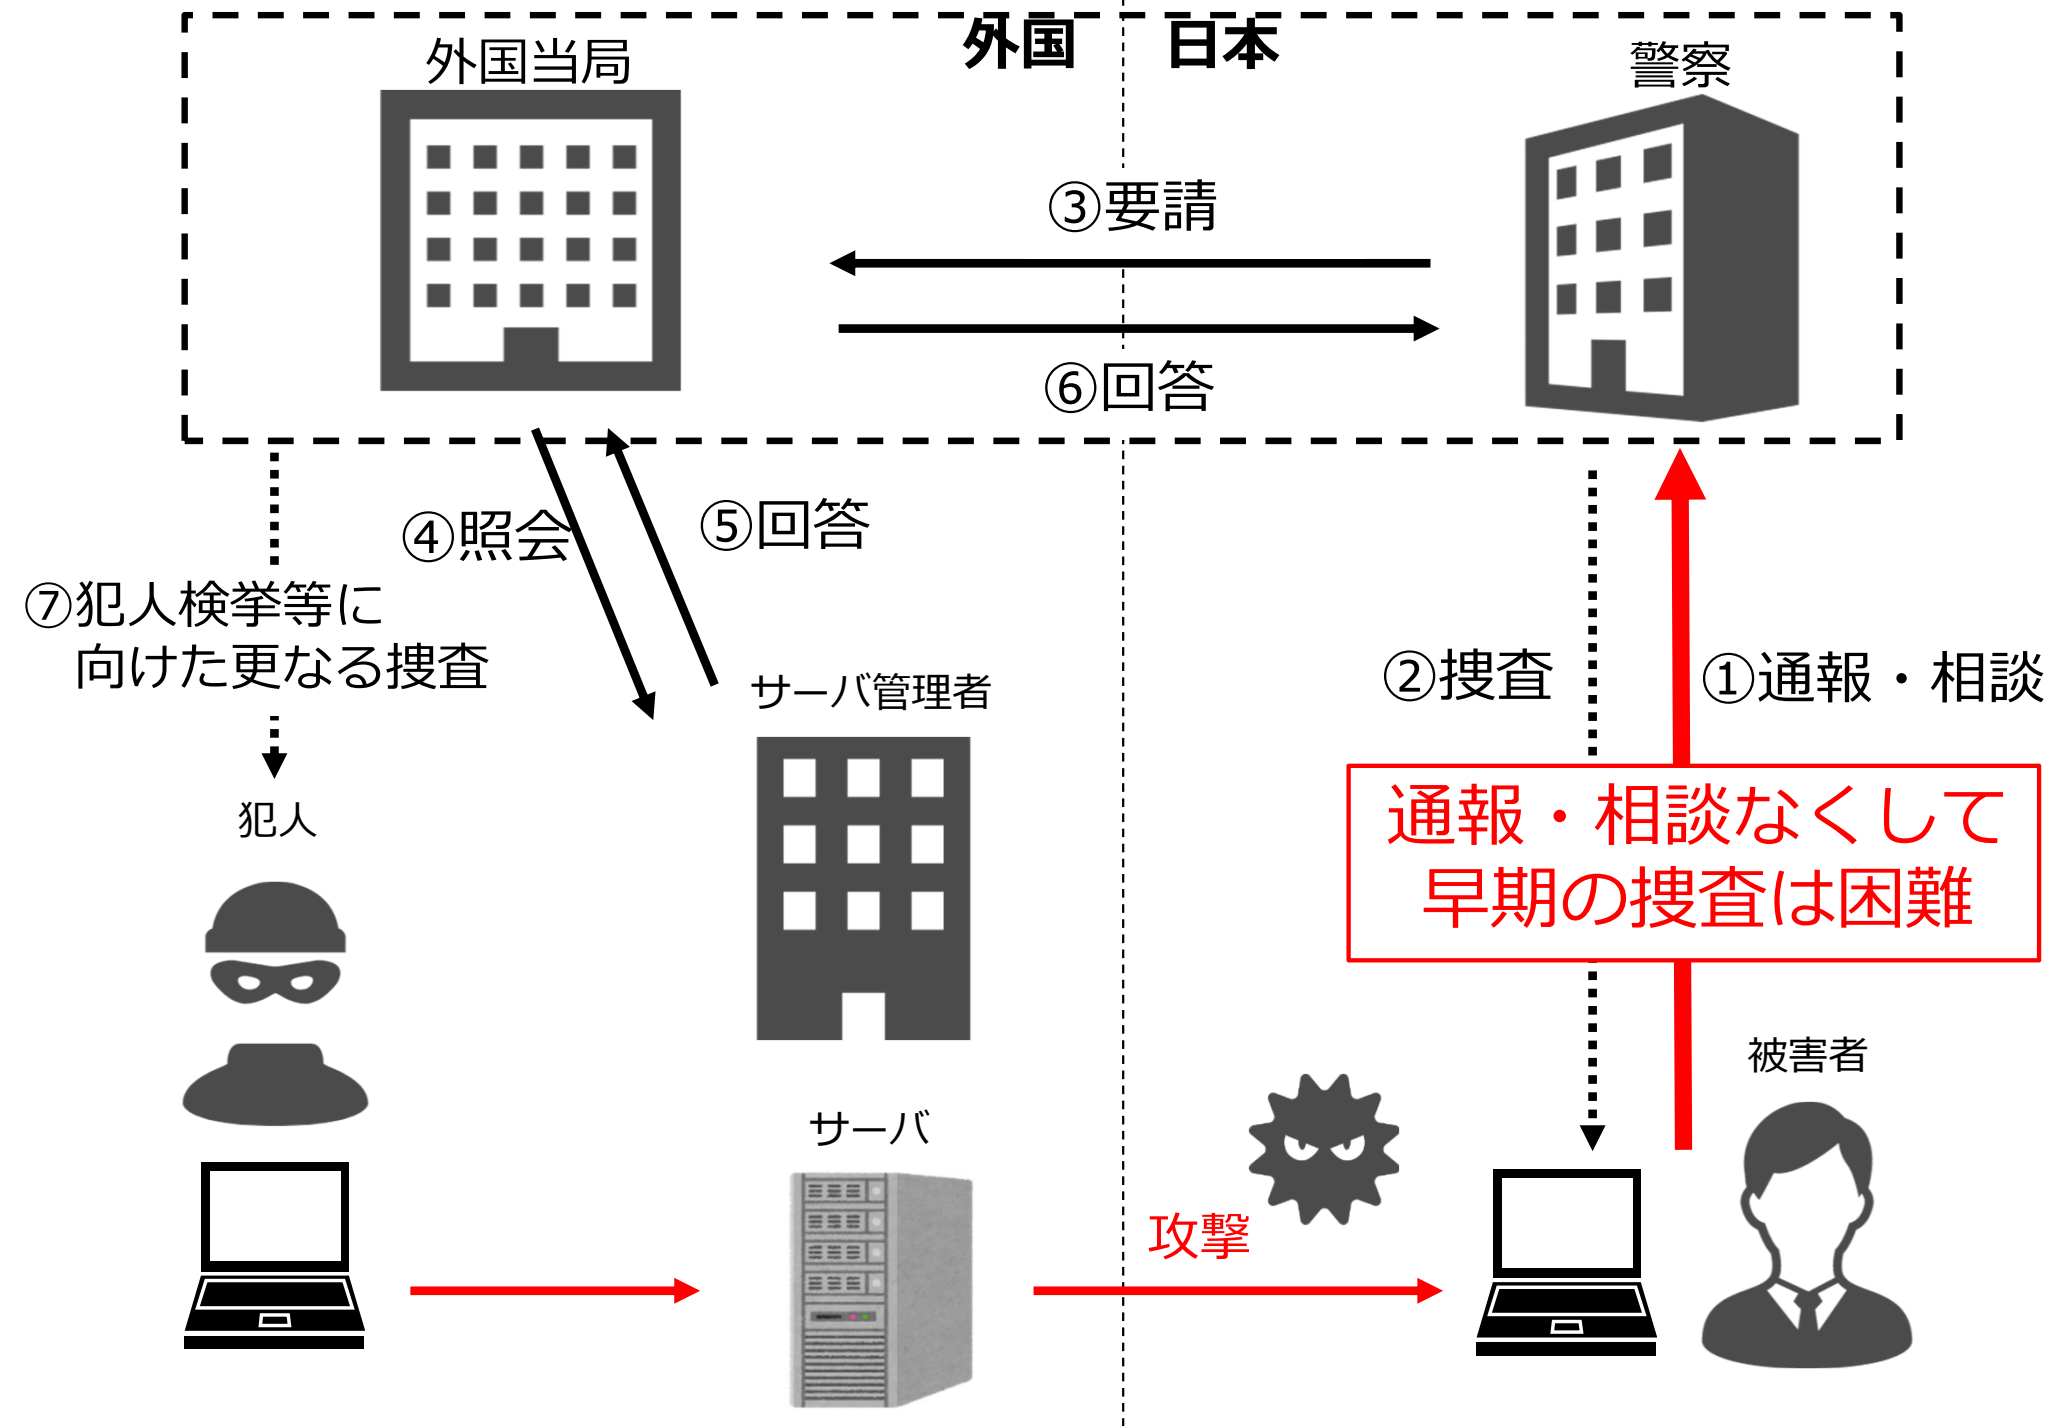 外国 日本
外国当局
警察
③要請
⑥回答
④照会
⑤回答
⑦犯人検挙等に
向けた更なる捜査
②捜査
①通報・相談
サーバ管理者
通報・相談なくして
早期の捜査は困難
犯人
被害者
サーバ
攻撃